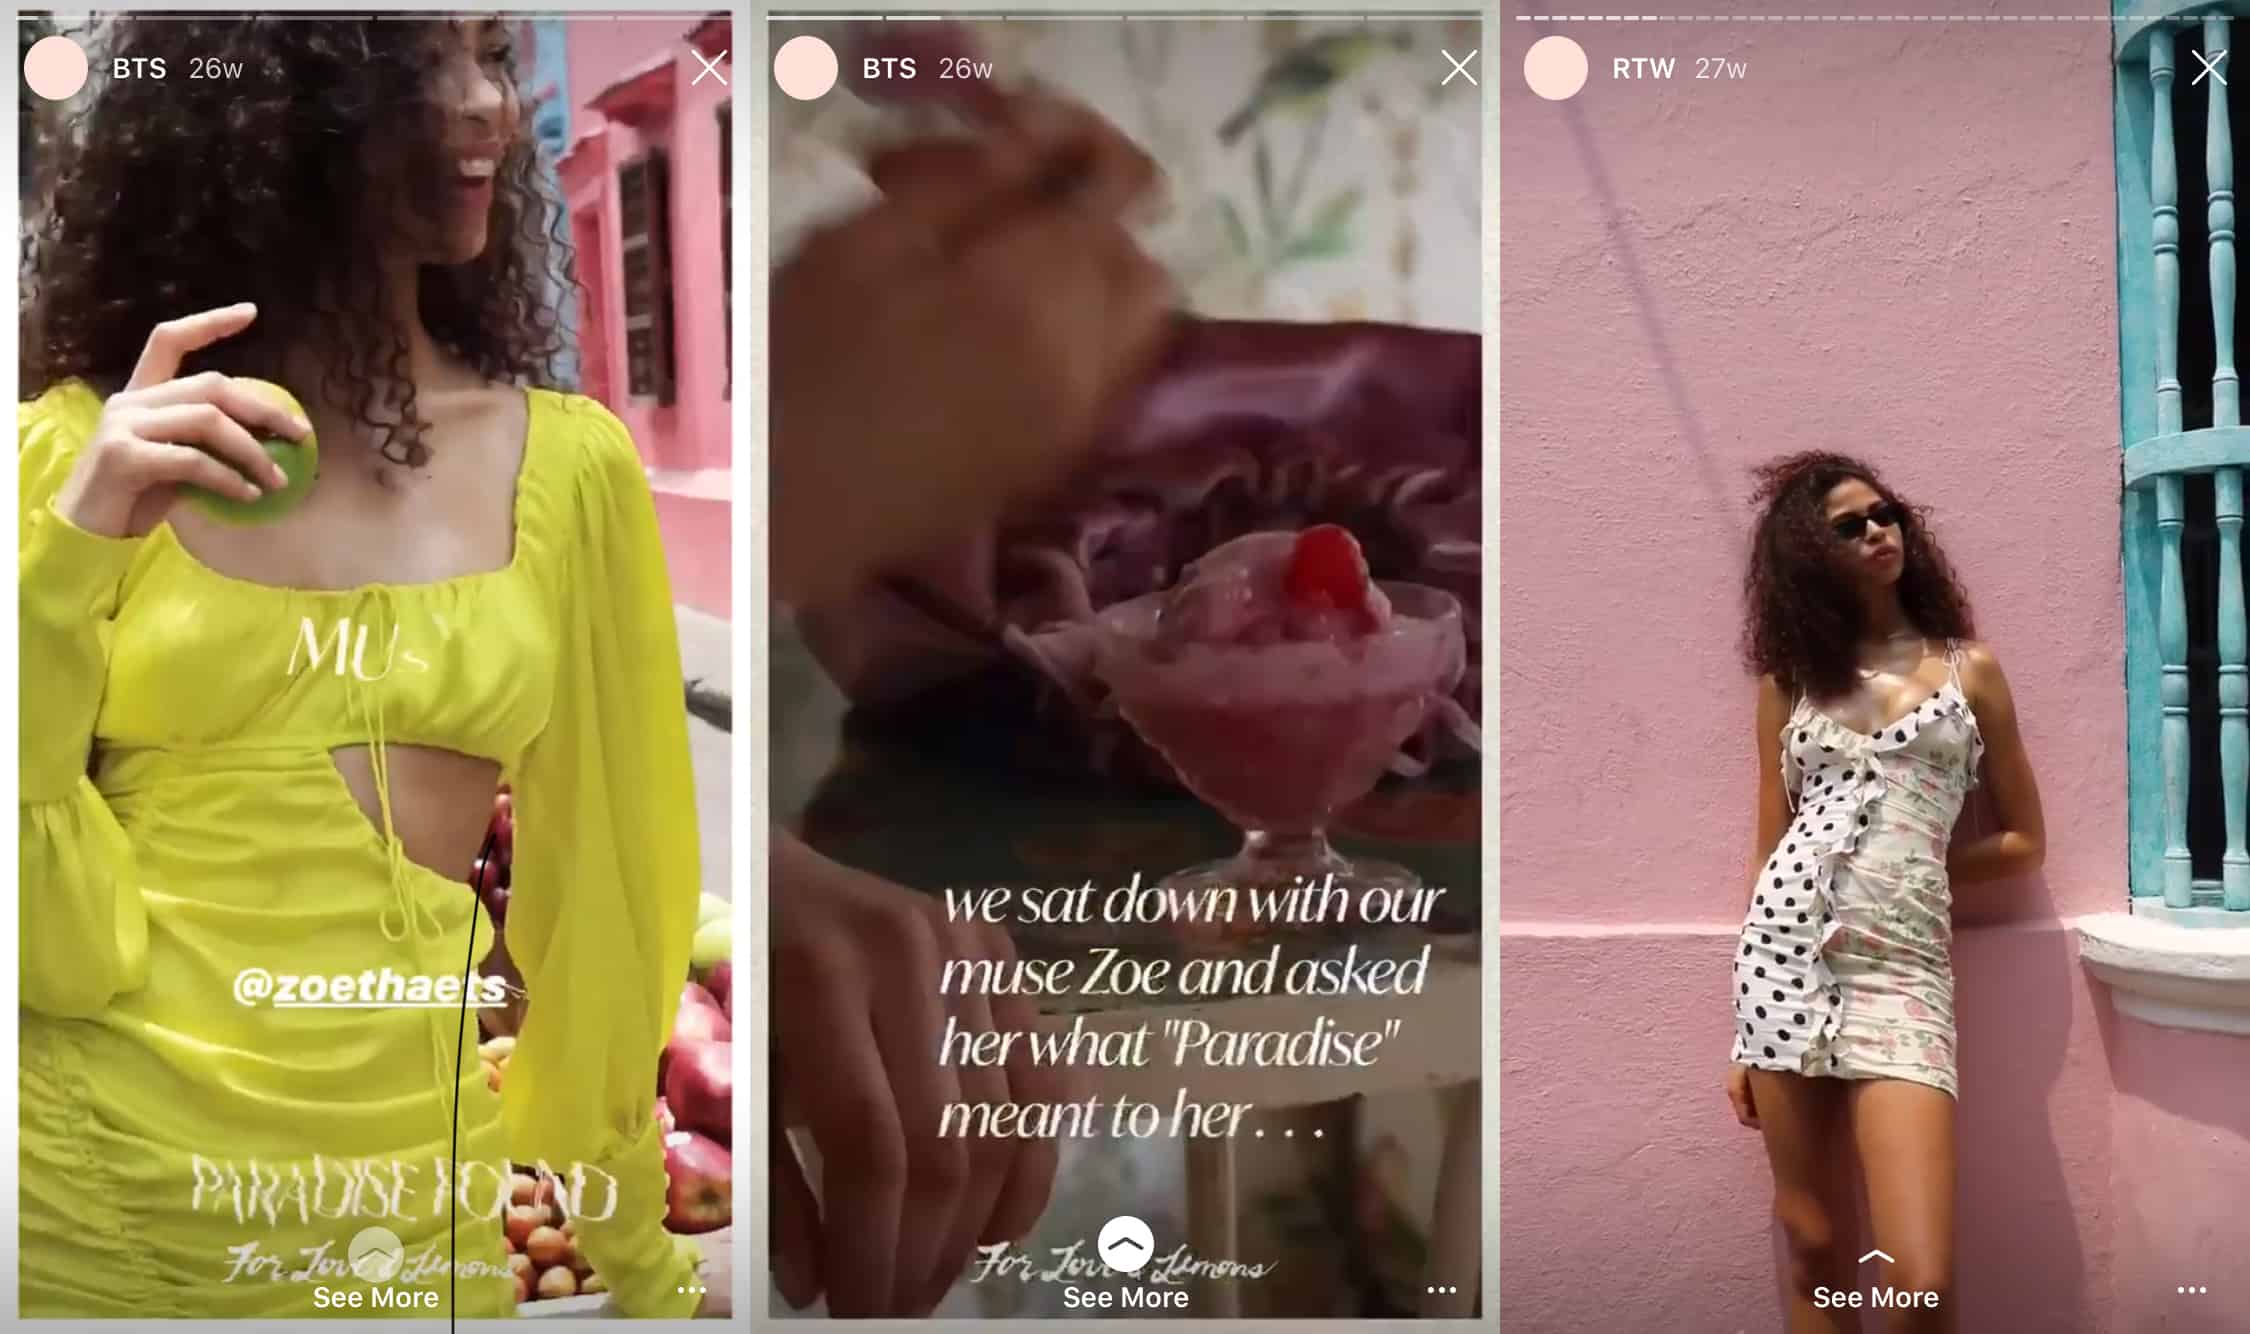 BTS 26w
MUs
@zoethaets
PARADISE FOUND
For Love & Lemons
See More
BTS 26w
we sat down with our
muse Zoe and asked
her what "Paradise"
meant to her...
For Love & Lemons
See More
RTW 27w
See More